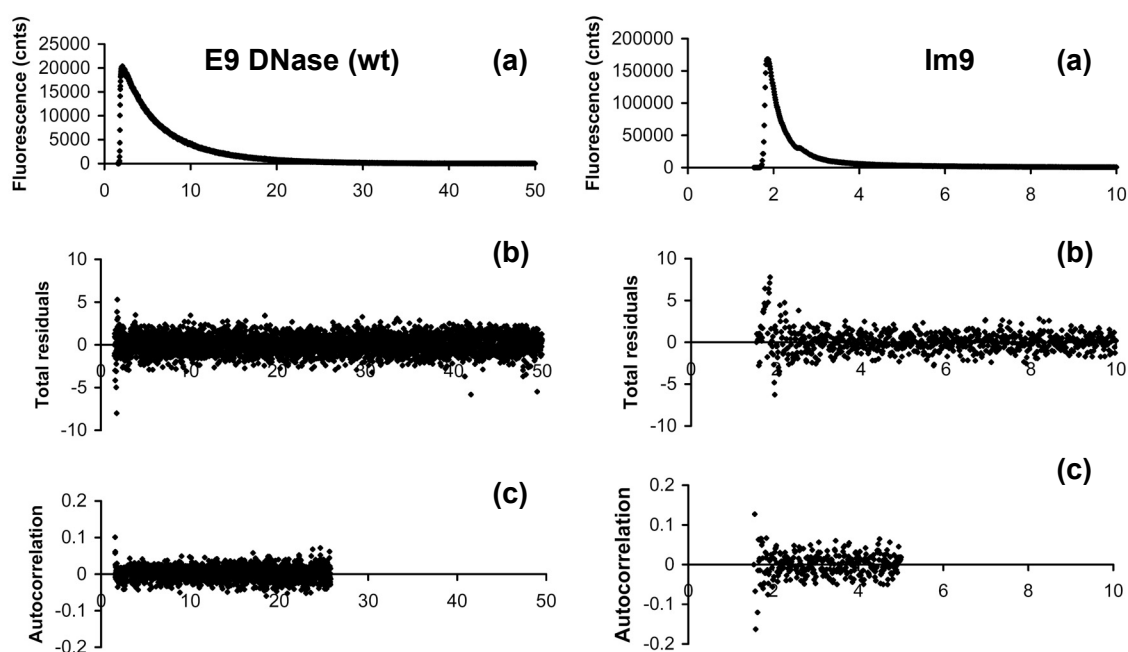 E9 DNase (wt)
(a)
Fluorescence (cnts)
25000
20000
15000
10000
5000
0
0 10 20 30 40 50
Im9
(a)
Fluorescence (cnts)
200000
150000
100000
50000
0
0 2 4 6 8 10
(b)
Total residuals
10
5
0
-5
-10
0 10 20 30 40 50
(b)
Total residuals
10
5
0
-5
-10
0 2 4 6 8 10
(c)
Autocorrelation
0.2
0.1
0
-0.1
-0.2
0 10 20 30 40 50
(c)
Autocorrelation
0.2
0.1
0
-0.1
-0.2
0 2 4 6 8 10